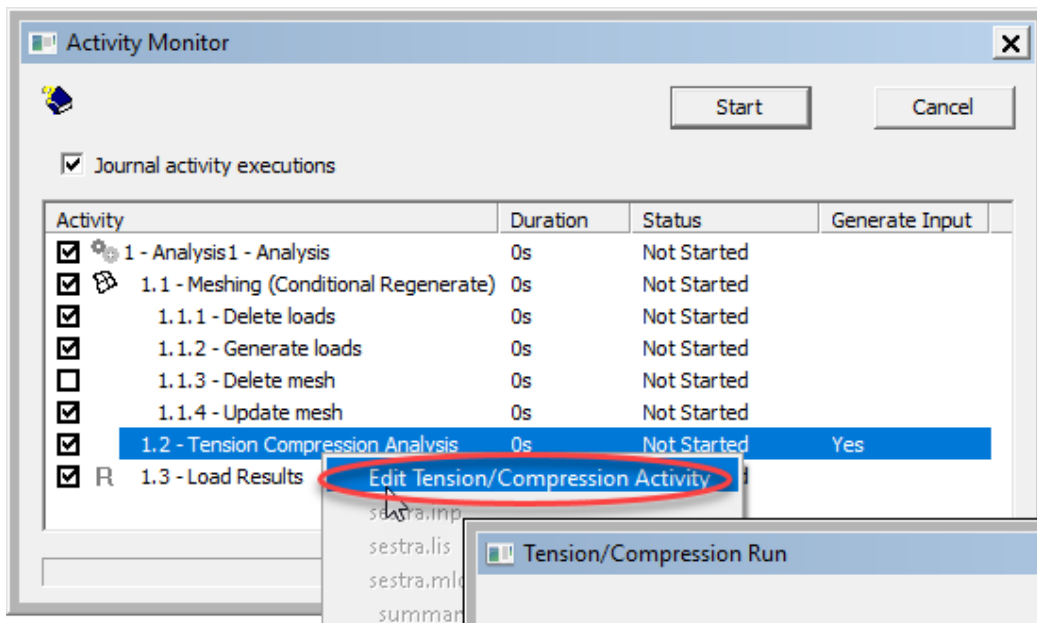 Activity Monitor
Start Cancel
Journal activity executions
Activity Duration Status Generate Input
1 - Analysis1 - Analysis 0s Not Started
1.1 - Meshing (Conditional Regenerate) 0s Not Started
1.1.1 - Delete loads 0s Not Started
1.1.2 - Generate loads 0s Not Started
1.1.3 - Delete mesh 0s Not Started
1.1.4 - Update mesh 0s Not Started
1.2 - Tension Compression Analysis 0s Not Started Yes
R 1.3 - Load Results
Edit Tension/Compression Activity
sestra.inp
sestra.lis
Tension/Compression Run